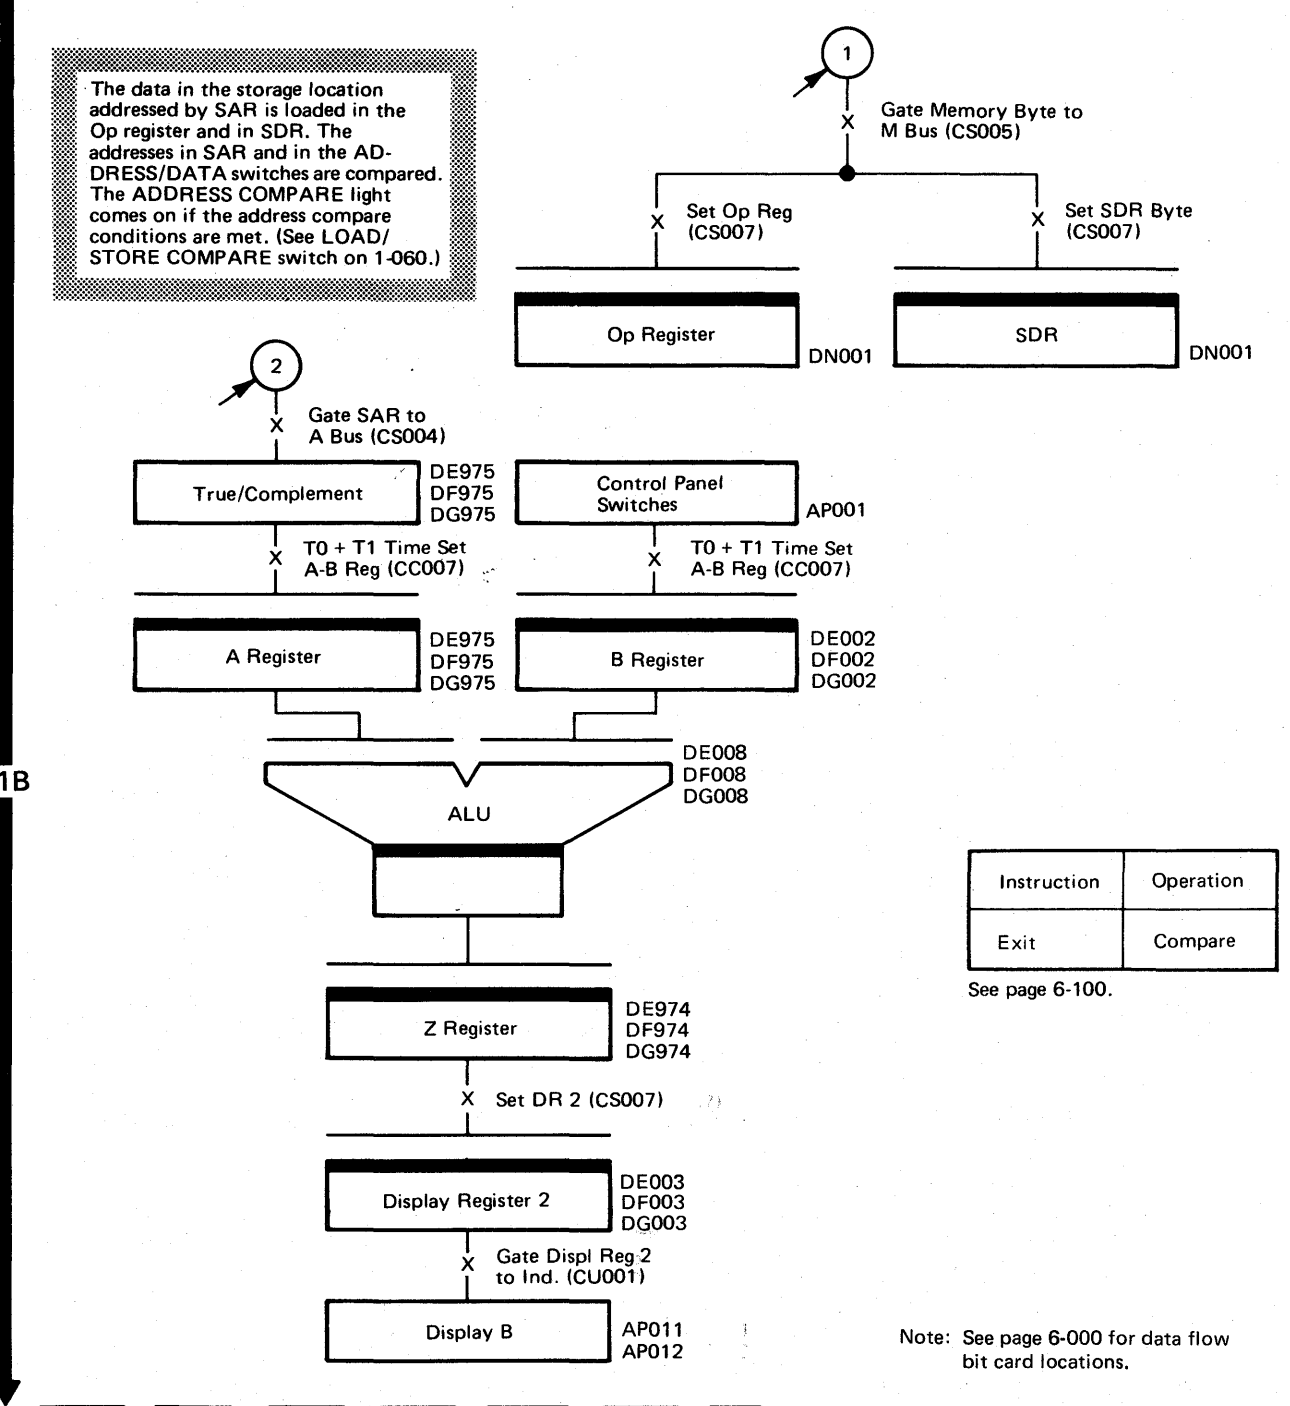 The data in the storage location
addressed by SAR is loaded in the
Op register and in SDR. The
addresses in SAR and in the AD-
DRESS/DATA switches are compared.
The ADDRESS COMPARE light
comes on if the address compare
conditions are met. (See LOAD/
STORE COMPARE switch on 1-060.)
1
X
Gate Memory Byte to
M Bus (CS005)
X
Set Op Reg
(CS007)
X
Set SDR Byte
(CS007)
Op Register
DN001
SDR
DN001
2
X
Gate SAR to
A Bus (CS004)
True/Complement
DE975
DF975
DG975
Control Panel
Switches
AP001
X
T0 + T1 Time Set
A-B Reg (CC007)
X
T0 + T1 Time Set
A-B Reg (CC007)
A Register
DE975
DF975
DG975
B Register
DE002
DF002
DG002
DE008
DF008
DG008
1B
ALU
Instruction Operation
Exit Compare
See page 6-100.
Z Register
DE974
DF974
DG974
X
Set DR 2 (CS007)
Display Register 2
DE003
DF003
DG003
X
Gate Displ Reg 2
to Ind. (CU001)
Display B
AP011
AP012
Note: See page 6-000 for data flow
bit card locations.